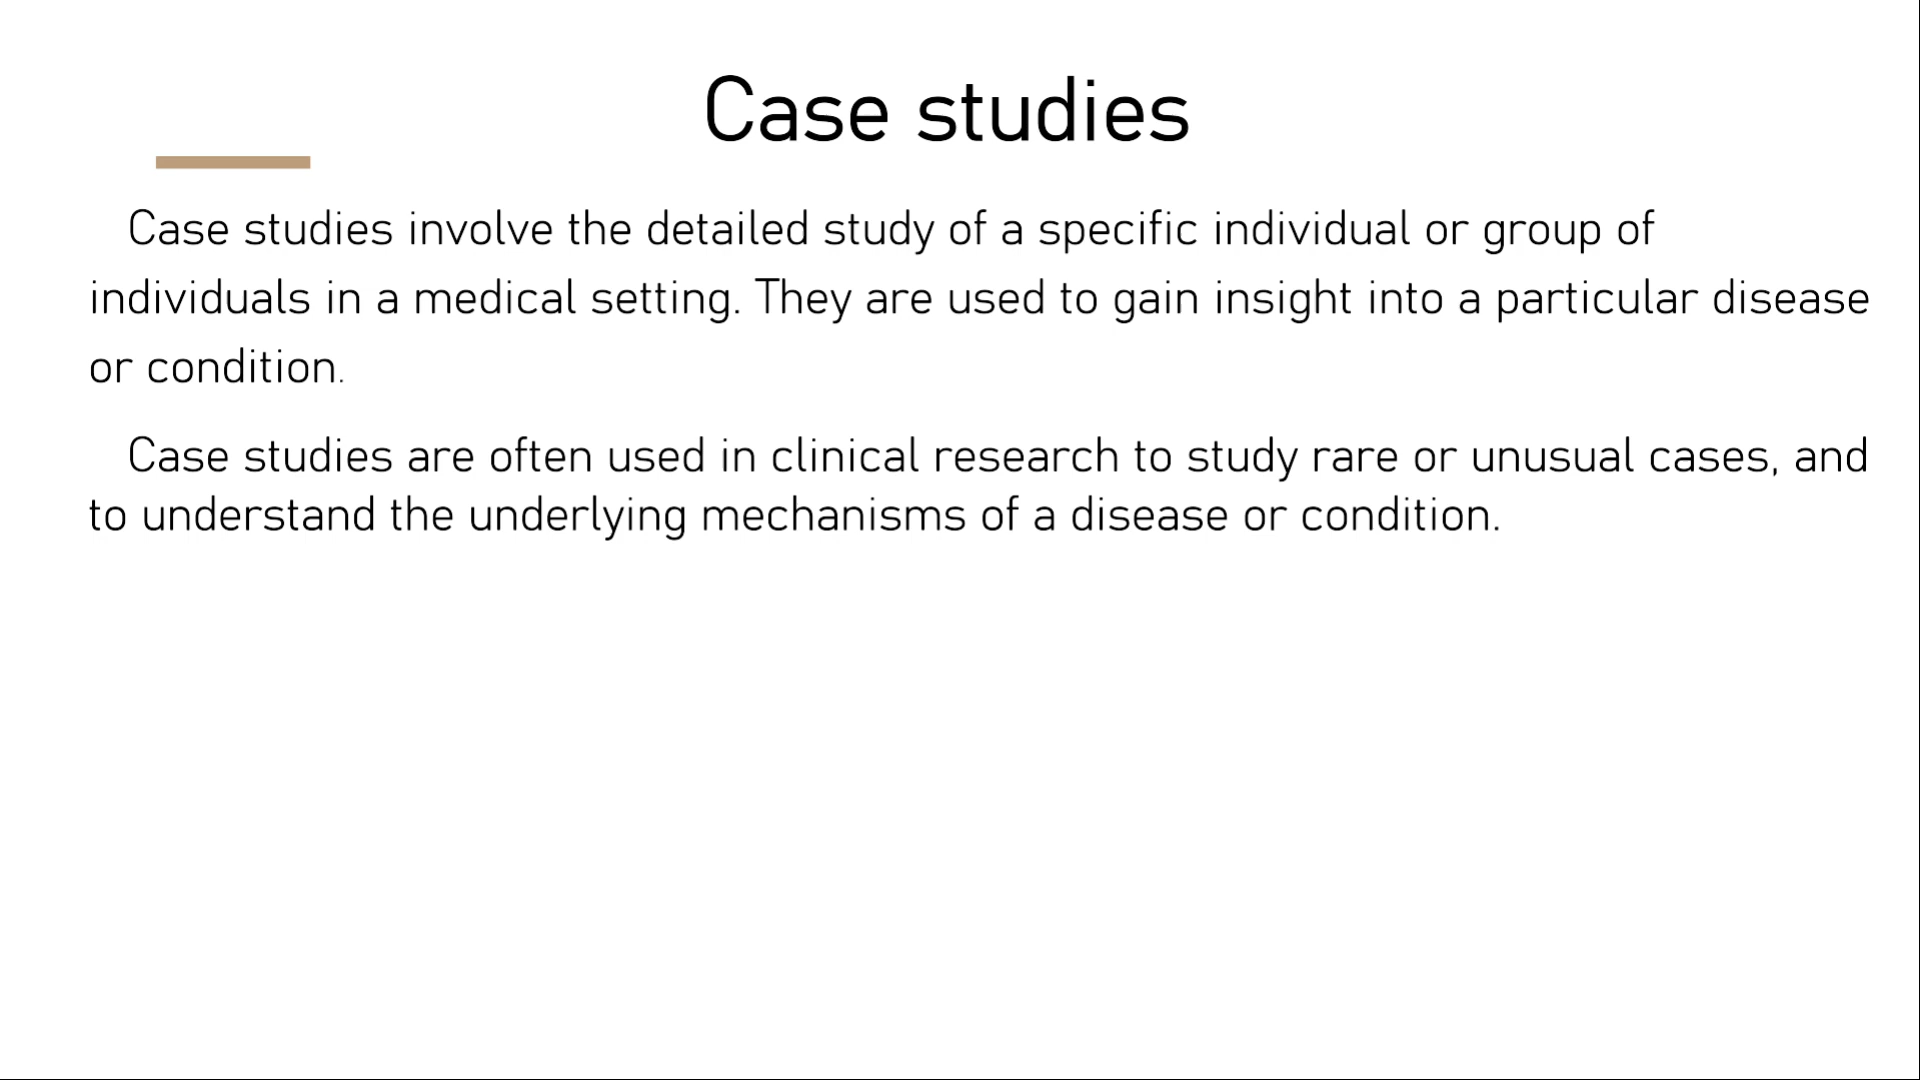 Case studies
Case studies involve the detailed study of a specific individual or group of
individuals in a medical setting. They are used to gain insight into a particular disease
or condition.
Case studies are often used in clinical research to study rare or unusual cases, and
to understand the underlying mechanisms of a disease or condition.